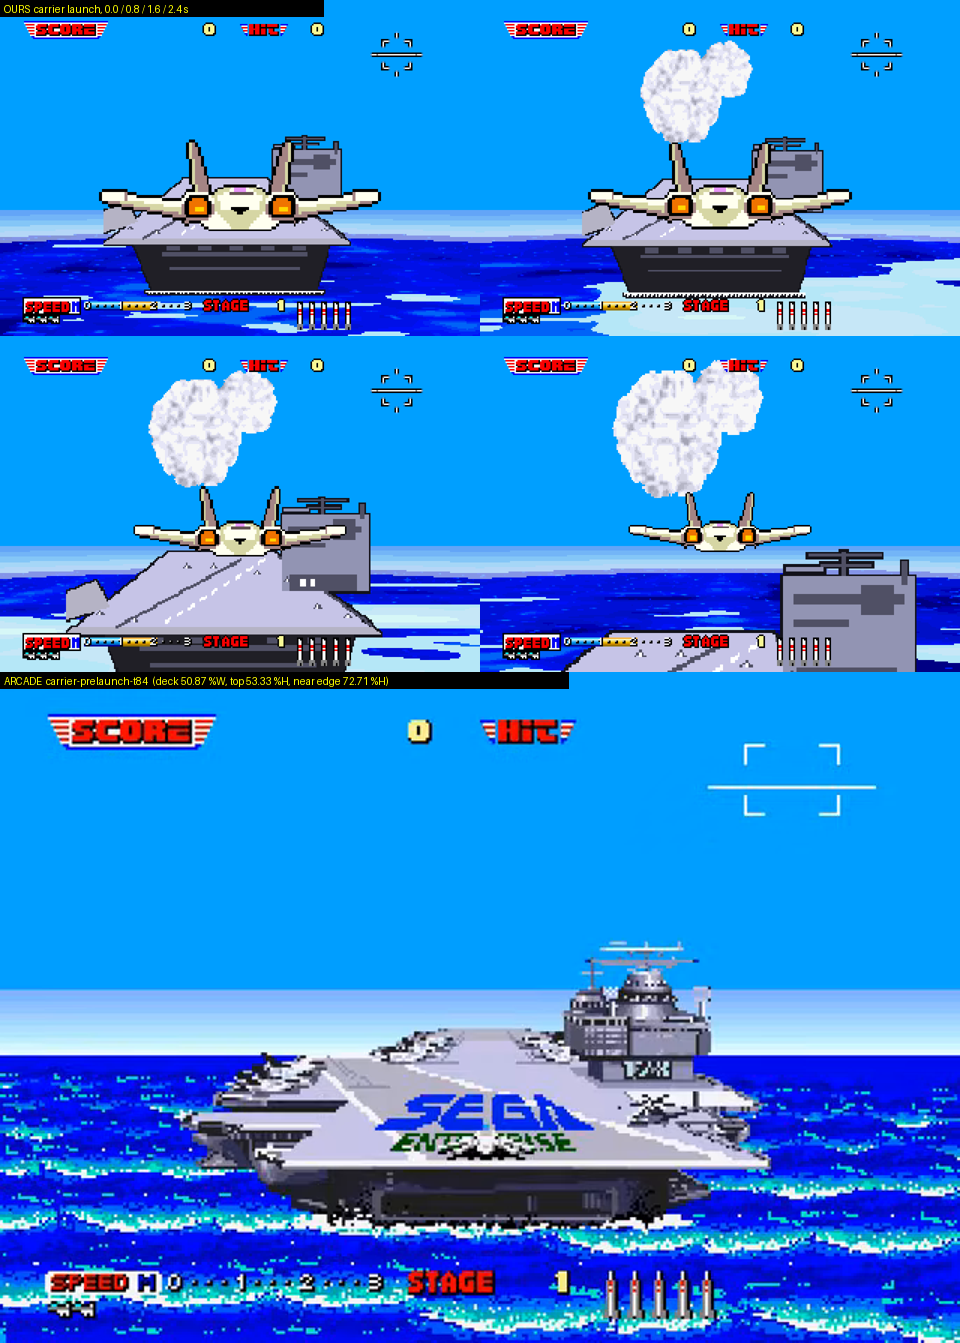 OURS carrier launch, 0.0 / 0.8 / 1.6 / 2.4s
SCORE 0 HIT 0
SCORE 0 HIT 0
SPEED M 0 2 3 STAGE 1
SPEED M 0 2 3 STAGE 1
SCORE 0 HIT 0
SCORE 0 HIT 0
SPEED M 0 2 3 STAGE 1
SPEED M 0 2 3 STAGE 1
ARCADE carrier-prelaunch-t84 (deck 50.87 %W, top 53.33 %H, near edge 72.71 %H)
SCORE 0 HIT
SEGA
ENTERPRISE
SPEED M 0 1 2 3 STAGE 1